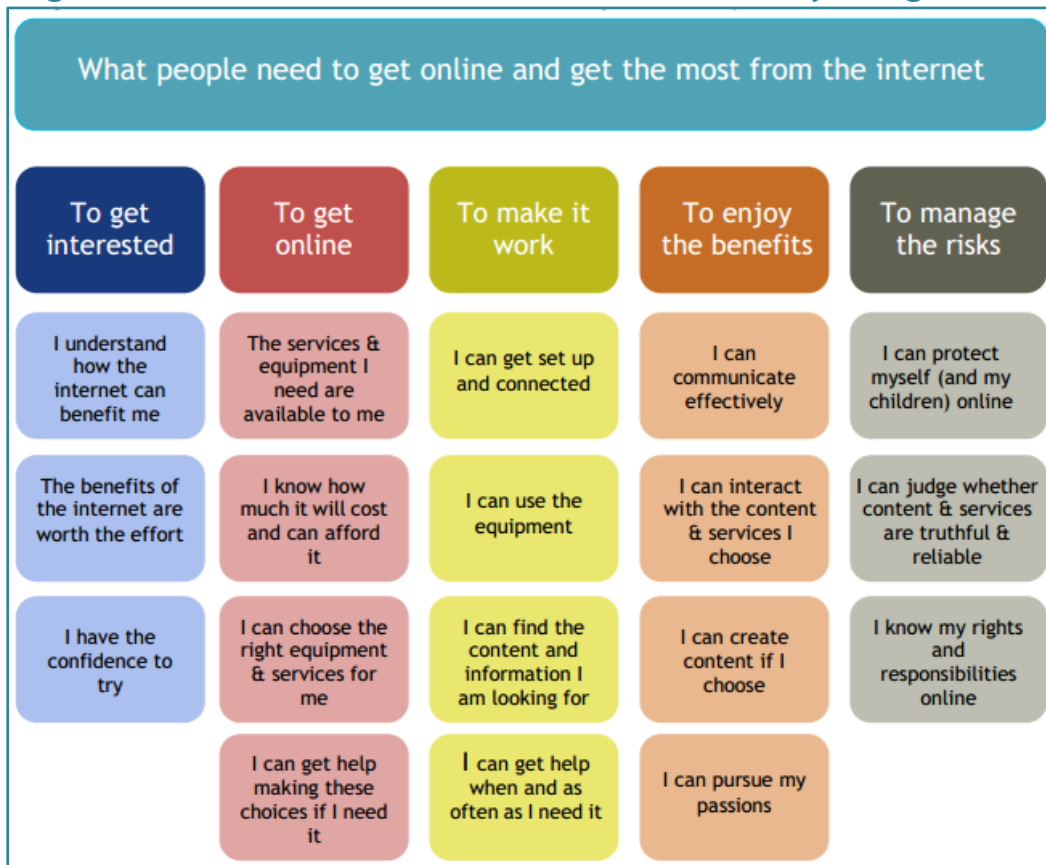 What people need to get online and get the most from the internet
To get
interested
To get
online
To make it
work
To enjoy
the benefits
To manage
the risks
I understand
how the
internet can
benefit me
The services &
equipment I
need are
available to me
I can get set up
and connected
I can
communicate
effectively
I can protect
myself (and my
children) online
The benefits of
the internet are
worth the effort
I know how
much it will cost
and can afford
it
I can use the
equipment
I can interact
with the content
& services I
choose
I can judge whether
content & services
are truthful &
reliable
I have the
confidence to
try
I can choose the
right equipment
& services for
me
I can find the
content and
information I
am looking for
I can create
content if I
choose
I know my rights
and
responsibilities
online
I can get help
making these
choices if I need
it
I can get help
when and as
often as I need it
I can pursue my
passions